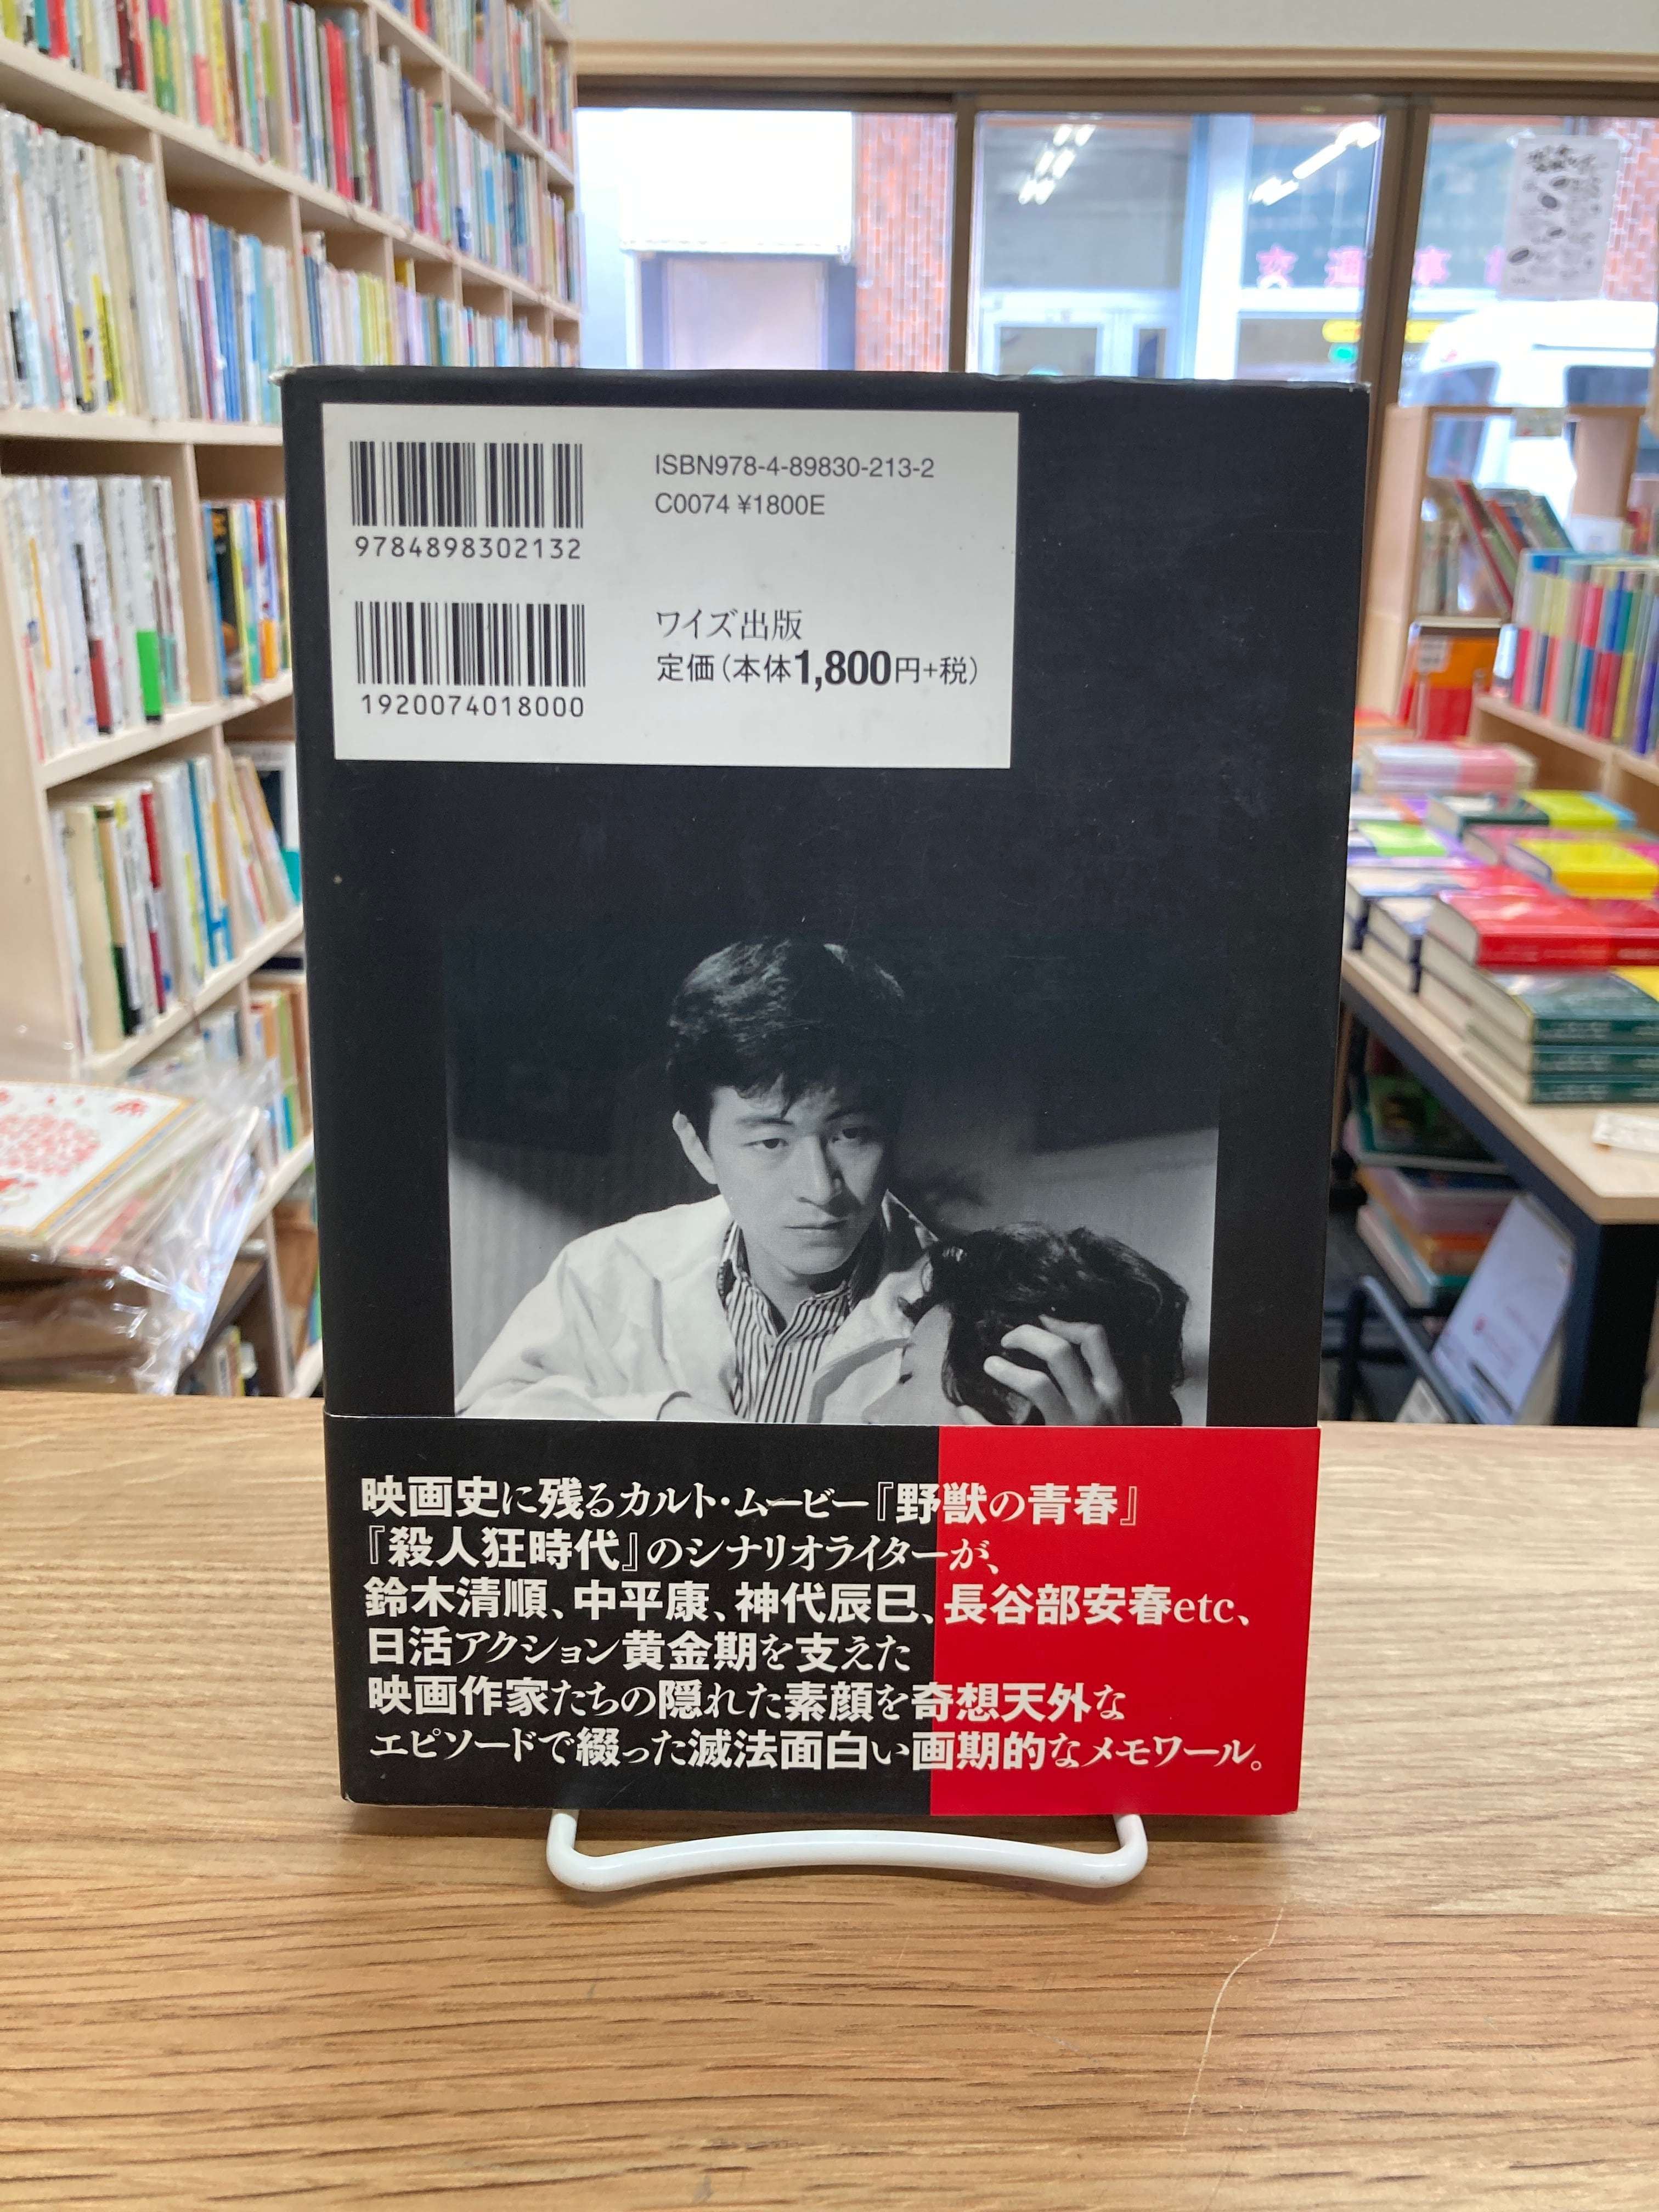 ISBN978-4-89830-213-2
C0074 ¥1800E
9784898302132
ワイズ出版
定価（本体1,800円+税）
1920074018000
映画史に残るカルト・ムービー『野獣の青春』
『殺人狂時代』のシナリオライターが、
鈴木清順、中平康、神代辰巳、長谷部安春etc、
日活アクション黄金期を支えた
映画作家たちの隠れた素顔を奇想天外な
エピソードで綴った滅法面白い画期的なメモワール。